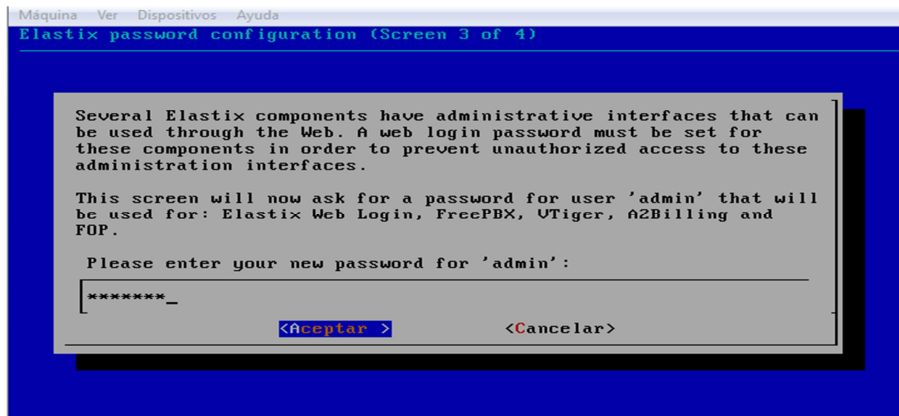 Máquina Ver Dispositivos Ayuda
Elastix password configuration (Screen 3 of 4)
Several Elastix components have administrative interfaces that can
be used through the Web. A web login password must be set for
these components in order to prevent unauthorized access to these
administration interfaces.
This screen will now ask for a password for user 'admin' that will
be used for: Elastix Web Login, FreePBX, VTiger, A2Billing and
FOP.
Please enter your new password for 'admin':
*******_
<Aceptar > <Cancelar>